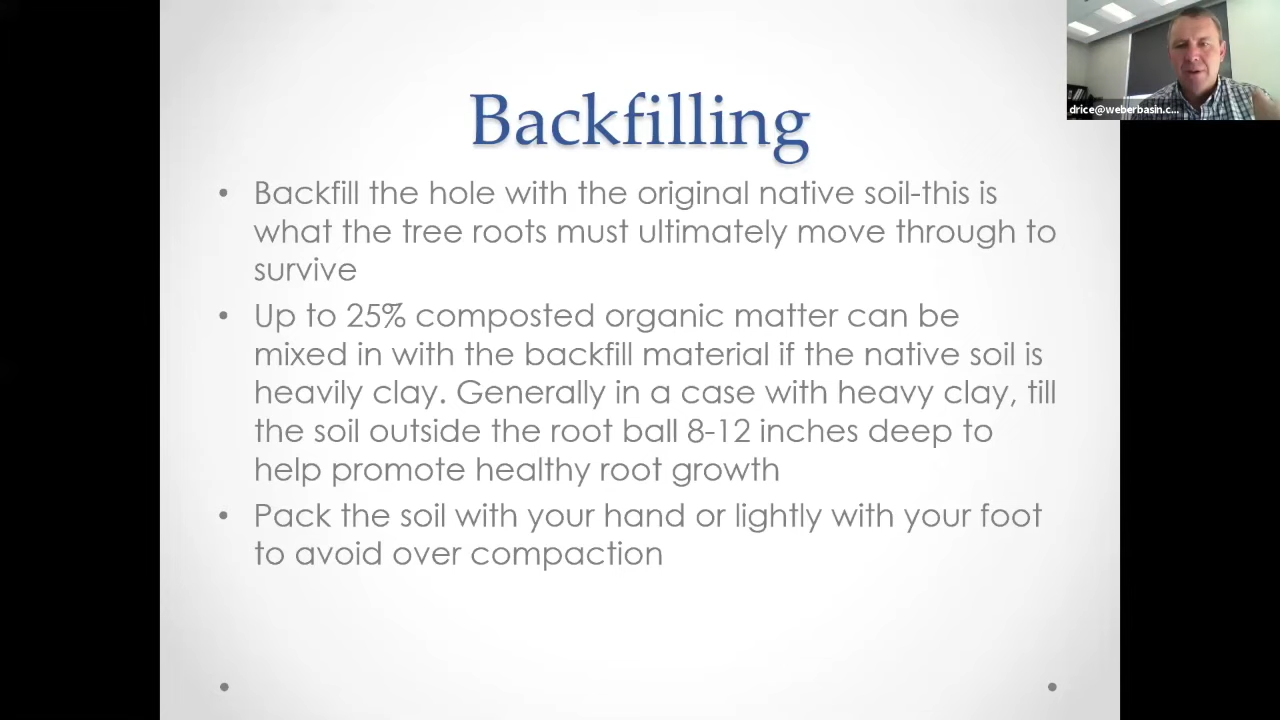 drice@weberbasin.c...
Backfilling
• Backfill the hole with the original native soil-this is
what the tree roots must ultimately move through to
survive
• Up to 25% composted organic matter can be
mixed in with the backfill material if the native soil is
heavily clay. Generally in a case with heavy clay, till
the soil outside the root ball 8-12 inches deep to
help promote healthy root growth
• Pack the soil with your hand or lightly with your foot
to avoid over compaction